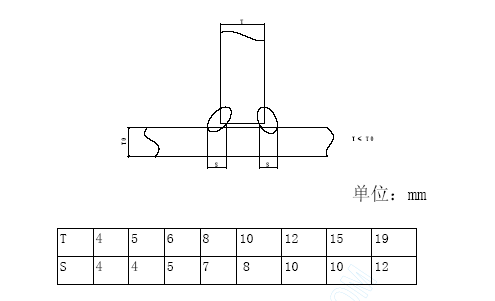 T
T0
T < T0
S
S
单位：mm
T 4 5 6 8 10 12 15 19
S 4 4 5 7 8 10 10 12